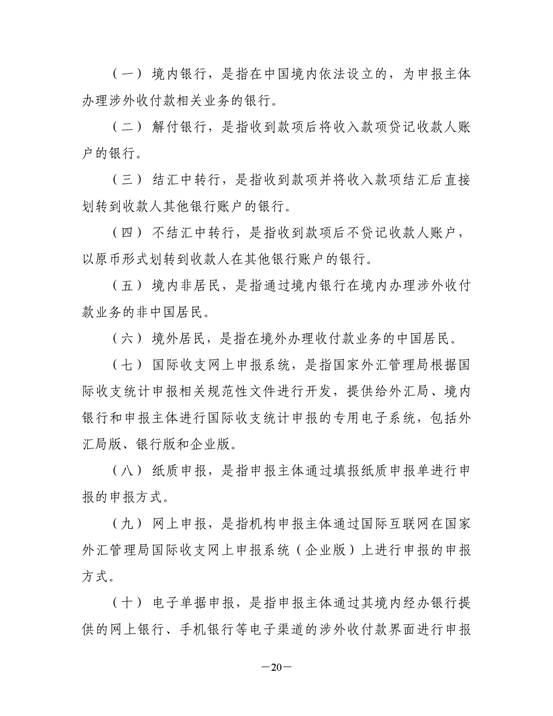 （一） 境内银行，是指在中国境内依法设立的，为申报主体
办理涉外收付款相关业务的银行。
（二） 解付银行，是指收到款项后将收入款项贷记收款人账
户的银行。
（三） 结汇中转行，是指收到款项并将收入款项结汇后直接
划转到收款人其他银行账户的银行。
（四） 不结汇中转行，是指收到款项后不贷记收款人账户，
以原币形式划转到收款人在其他银行账户的银行。
（五） 境内非居民，是指通过境内银行在境内办理涉外收付
款业务的非中国居民。
（六） 境外居民，是指在境外办理收付款业务的中国居民。
（七） 国际收支网上申报系统，是指国家外汇管理局根据国
际收支统计申报相关规范性文件进行开发，提供给外汇局、境内
银行和申报主体进行国际收支统计申报的专用电子系统，包括外
汇局版、银行版和企业版。
（八） 纸质申报，是指申报主体通过填报纸质申报单进行申
报的申报方式。
（九） 网上申报，是指机构申报主体通过国际互联网在国家
外汇管理局国际收支网上申报系统（企业版）上进行申报的申报
方式。
（十） 电子单据申报，是指申报主体通过其境内经办银行提
供的网上银行、手机银行等电子渠道的涉外收付款界面进行申报
—20—